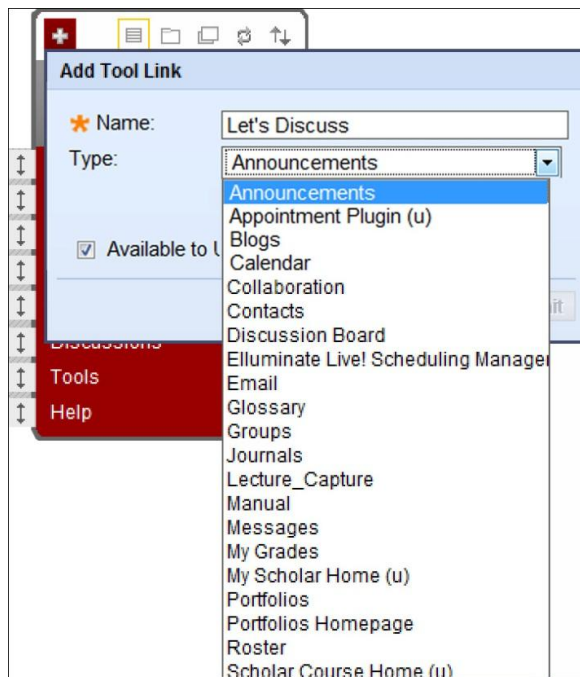 Add Tool Link
Name: Let's Discuss
Type: Announcements
Announcements
Appointment Plugin (u)
Blogs
Available to U
Calendar
Collaboration
Contacts
Discussion Board
Discussions
Elluminate Live! Scheduling Manager
Email
Tools
Glossary
Help
Groups
Journals
Lecture_Capture
Manual
Messages
My Grades
My Scholar Home (u)
Portfolios
Portfolios Homepage
Roster
Scholar Course Home (u)